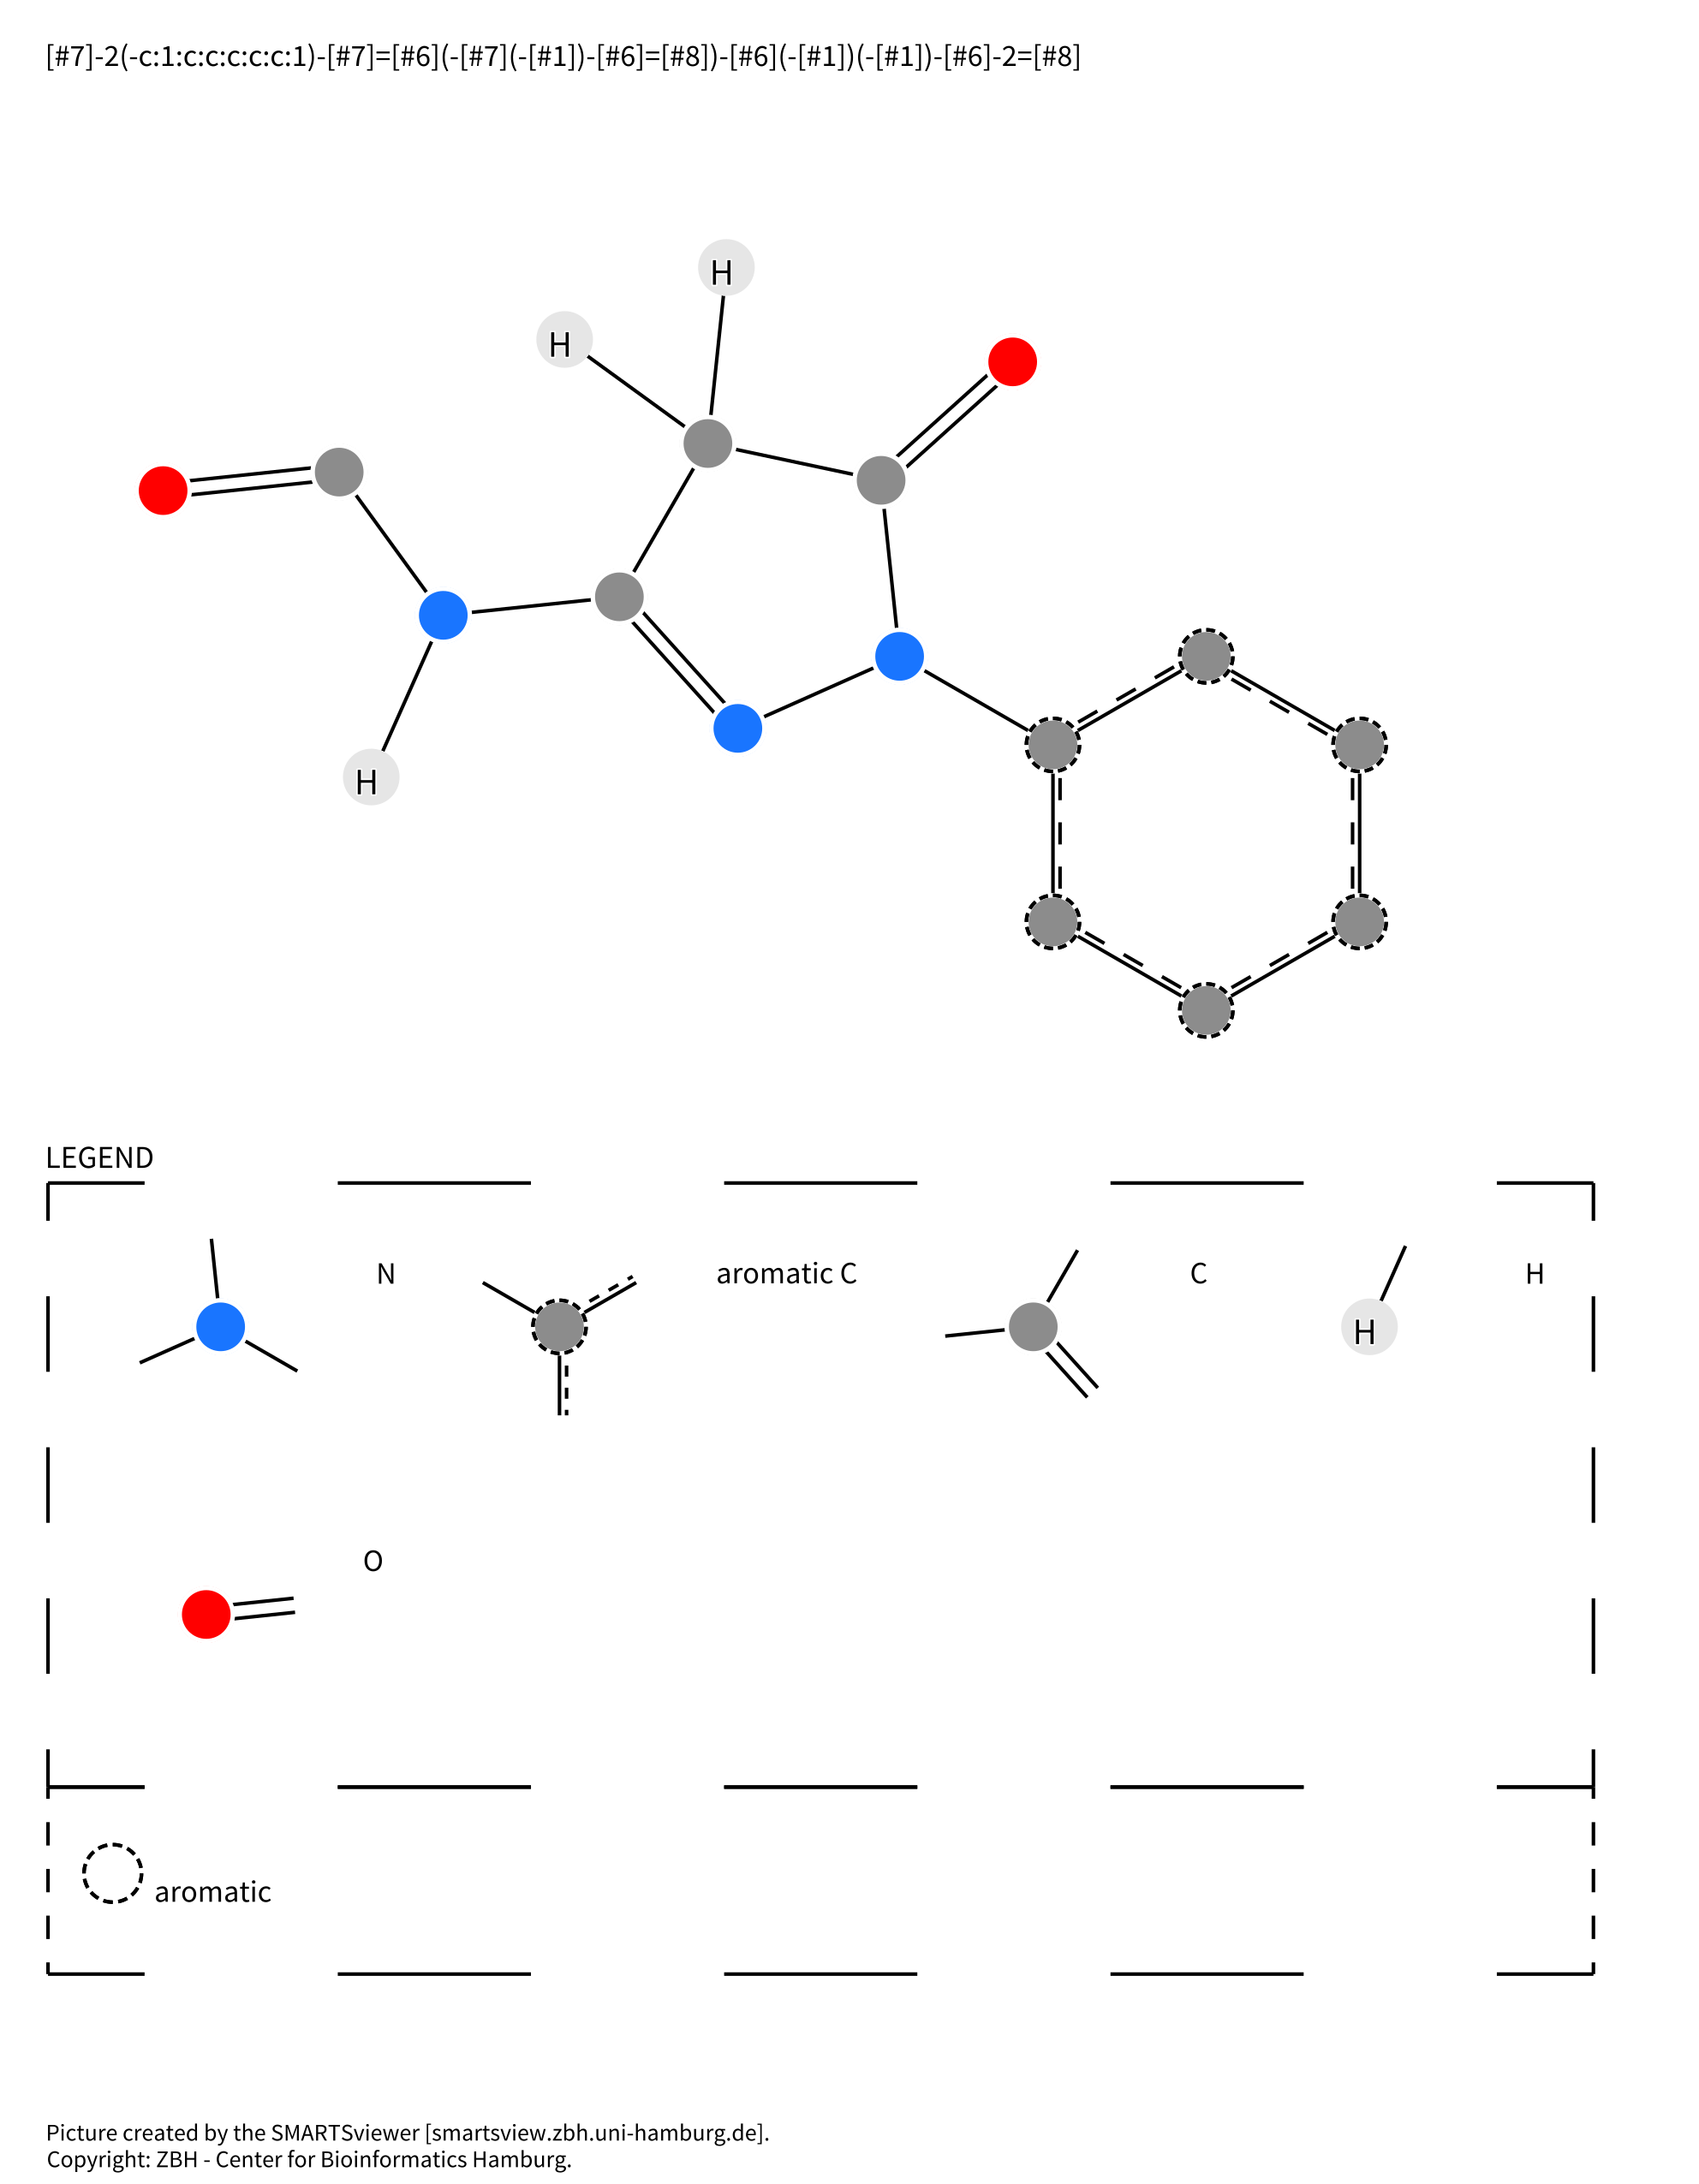 [#7]-2(-c:1:c:c:c:c:c:1)-[#7]=[#6](-[#7](-[#1])-[#6]=[#8])-[#6](-[#1])(-[#1])-[#6]-2=[#8]
H
H
H
LEGEND
N
aromatic C
C
H
H
O
aromatic
Picture created by the SMARTSviewer [smartsview.zbh.uni-hamburg.de].
Copyright: ZBH - Center for Bioinformatics Hamburg.